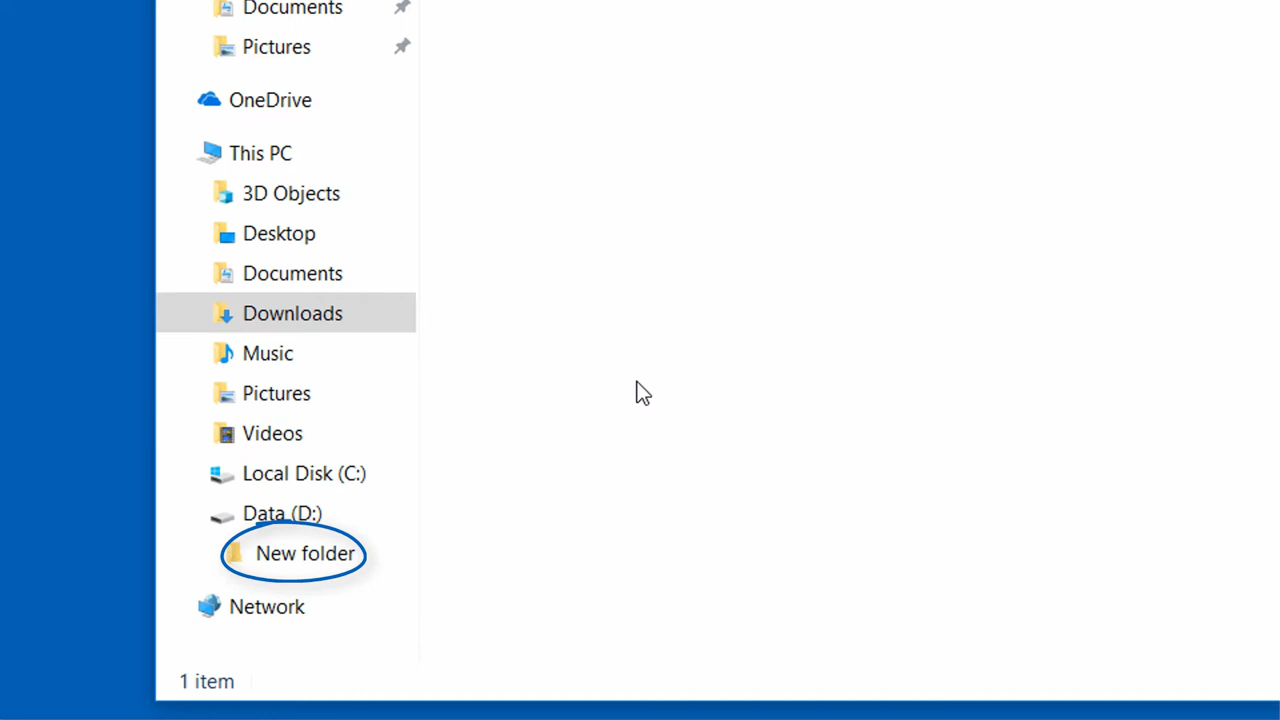 Documents
Pictures
OneDrive
This PC
3D Objects
Desktop
Documents
Downloads
Music
Pictures
Videos
Local Disk (C:)
Data (D:)
New folder
Network
1 item